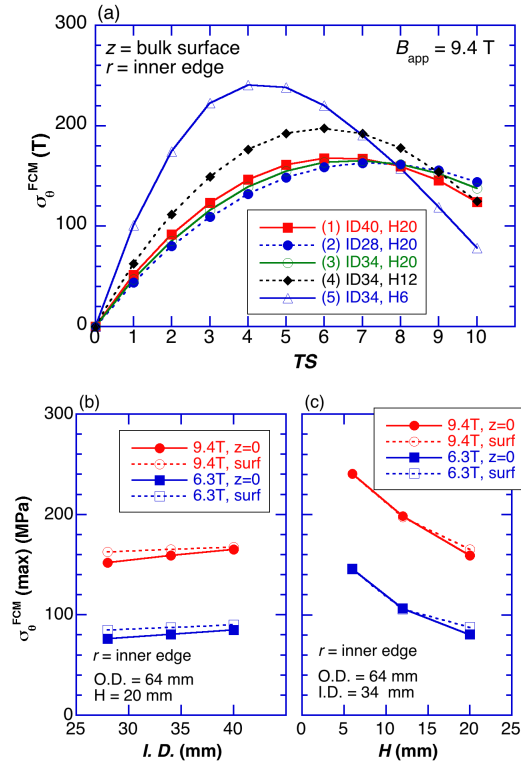 (a)
300
z = bulk surface
r = inner edge
B_app = 9.4 T
200
100
0
σ_θ^FCM (T)
(1) ID40, H20
(2) ID28, H20
(3) ID34, H20
(4) ID34, H12
(5) ID34, H6
0 1 2 3 4 5 6 7 8 9 10
TS
(b)
300
200
100
0
σ_θ^FCM (max) (MPa)
9.4T, z=0
9.4T, surf
6.3T, z=0
6.3T, surf
r = inner edge
O.D. = 64 mm
H = 20 mm
25 30 35 40 45
I. D. (mm)
(c)
9.4T, z=0
9.4T, surf
6.3T, z=0
6.3T, surf
r = inner edge
O.D. = 64 mm
I.D. = 34 mm
0 5 10 15 20 25
H (mm)